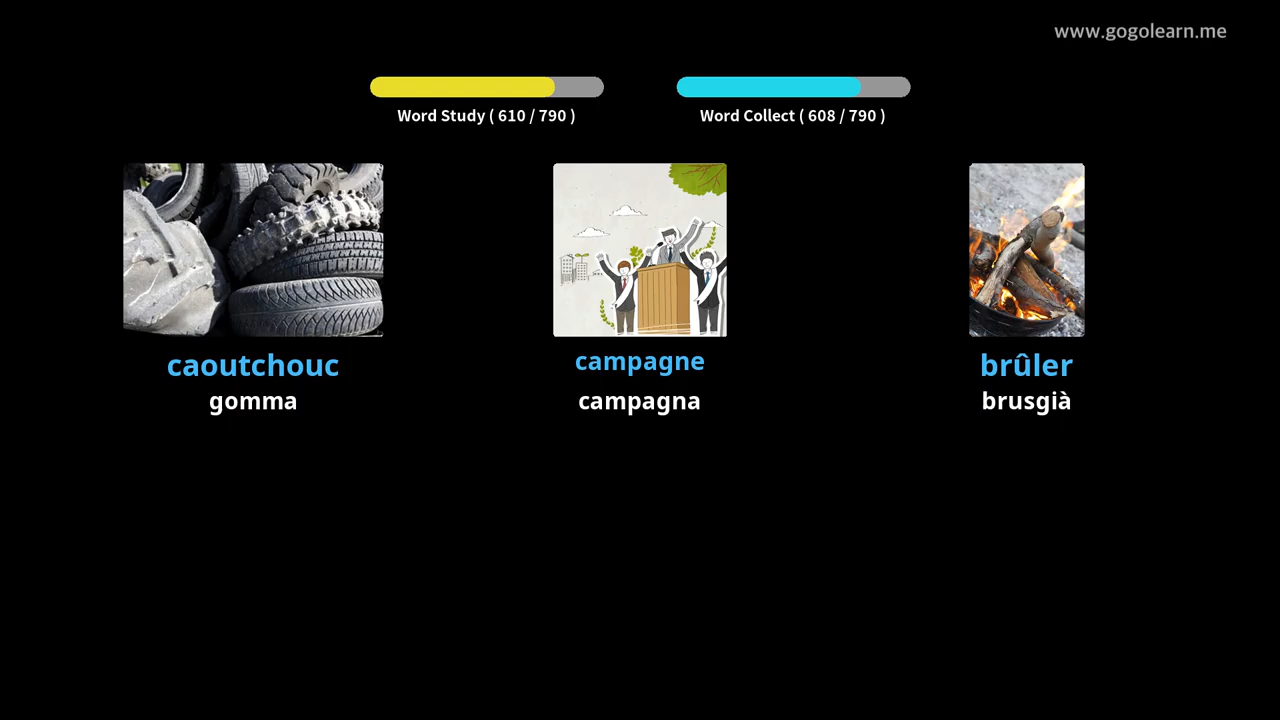 www.gogolearn.me
Word Study ( 610 / 790 )
Word Collect ( 608 / 790 )
caoutchouc
gomma
campagne
campagna
brûler
brusgià